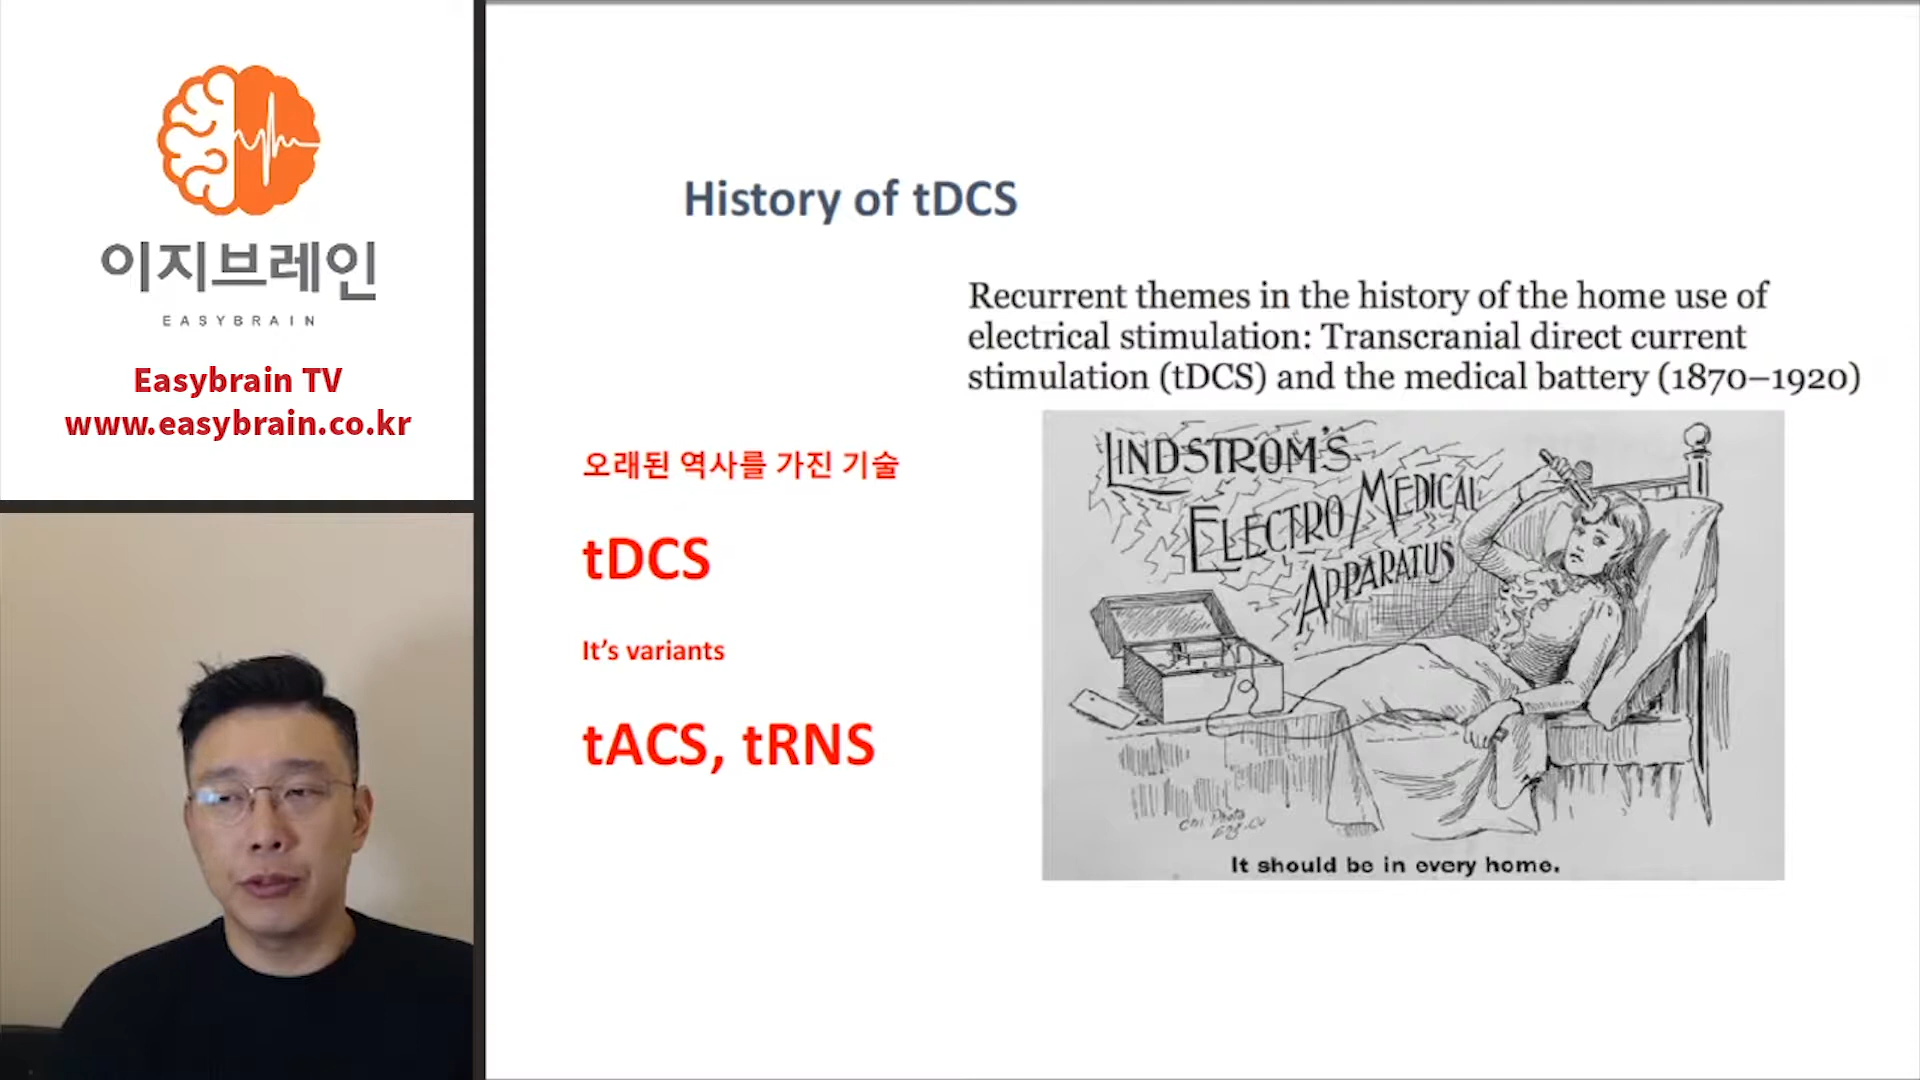 이지브레인
EASYBRAIN
Easybrain TV
www.easybrain.co.kr
History of tDCS
Recurrent themes in the history of the home use of
electrical stimulation: Transcranial direct current
stimulation (tDCS) and the medical battery (1870–1920)
오래된 역사를 가진 기술
tDCS
It’s variants
tACS, tRNS
LINDSTROM'S
ELECTRO MEDICAL
APPARATUS
It should be in every home.